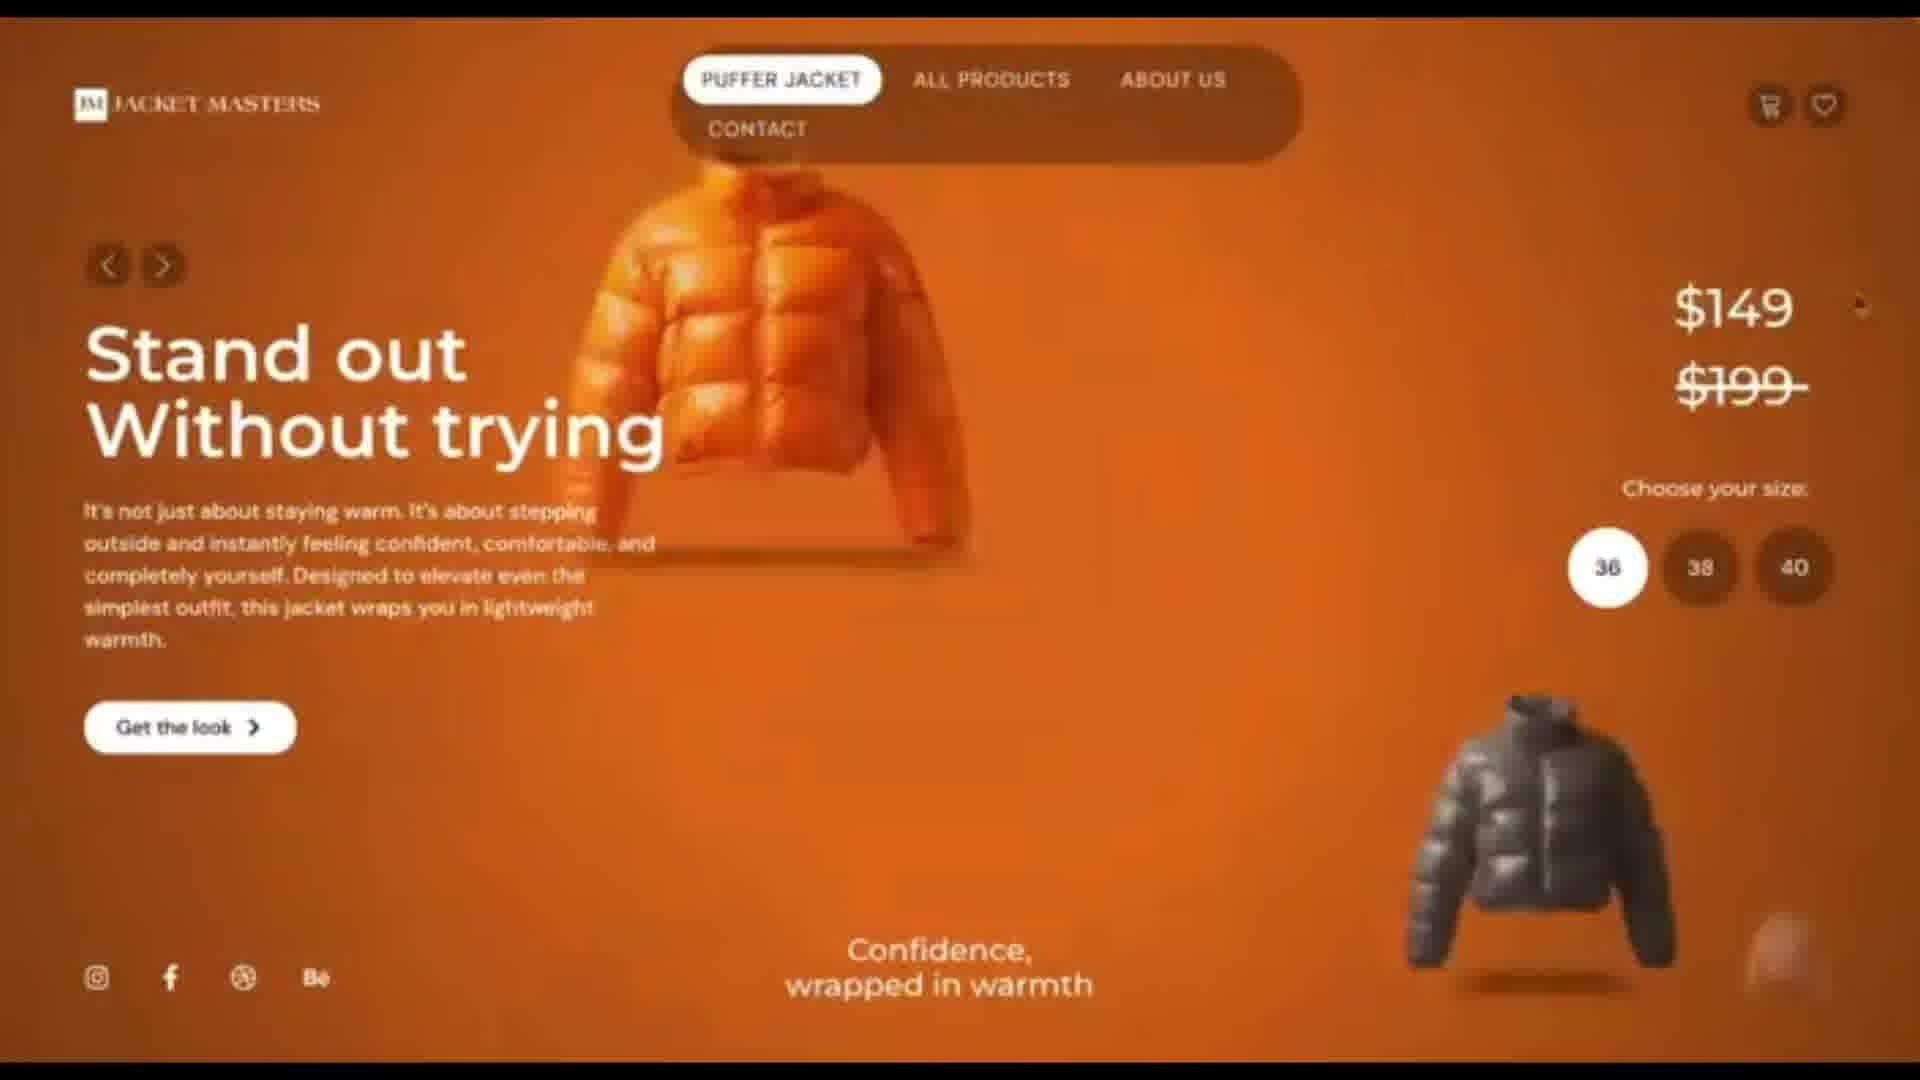 JM JACKET MASTERS
PUFFER JACKET ALL PRODUCTS ABOUT US
CONTACT
Stand out
Without trying
It's not just about staying warm. It's about stepping
outside and instantly feeling confident, comfortable, and
completely yourself. Designed to elevate even the
simplest outfit, this jacket wraps you in lightweight
warmth.
Get the look
$149
$199
Choose your size:
36 38 40
Confidence,
wrapped in warmth
Bē